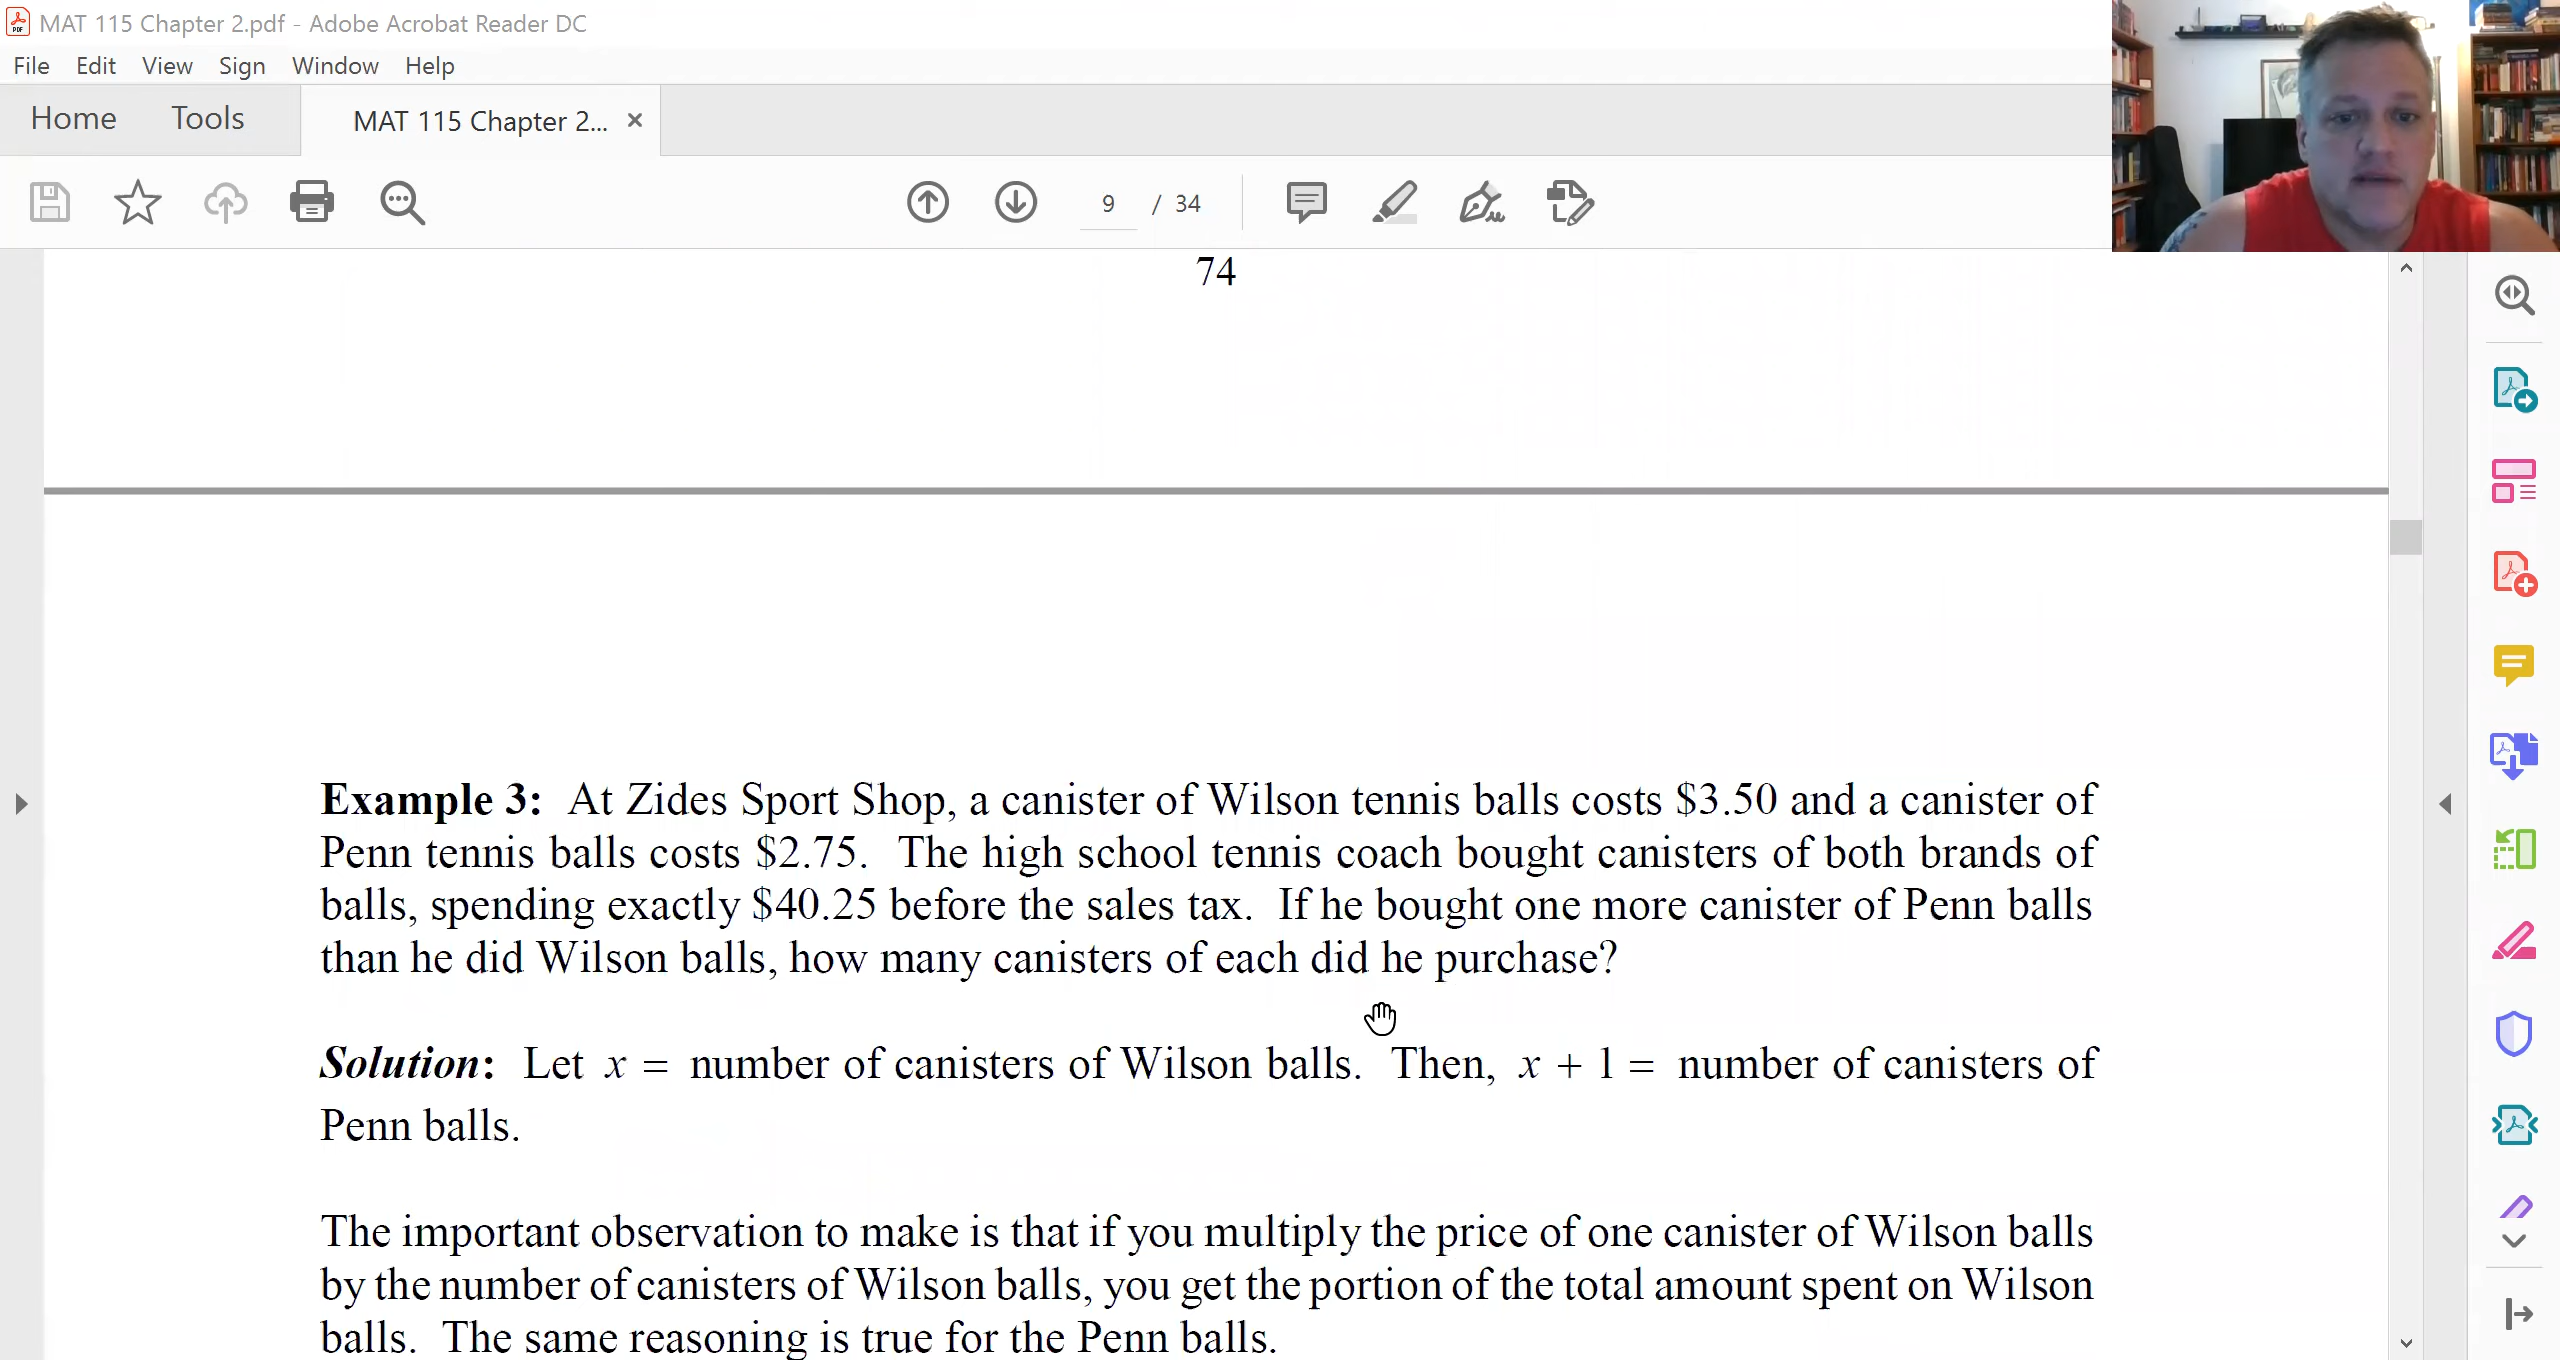 MAT 115 Chapter 2.pdf - Adobe Acrobat Reader DC
File Edit View Sign Window Help
Home Tools MAT 115 Chapter 2... ×
9 / 34
74
Example 3: At Zides Sport Shop, a canister of Wilson tennis balls costs $3.50 and a canister of
Penn tennis balls costs $2.75. The high school tennis coach bought canisters of both brands of
balls, spending exactly $40.25 before the sales tax. If he bought one more canister of Penn balls
than he did Wilson balls, how many canisters of each did he purchase?
Solution: Let x = number of canisters of Wilson balls. Then, x + 1 = number of canisters of
Penn balls.
The important observation to make is that if you multiply the price of one canister of Wilson balls
by the number of canisters of Wilson balls, you get the portion of the total amount spent on Wilson
balls. The same reasoning is true for the Penn balls.